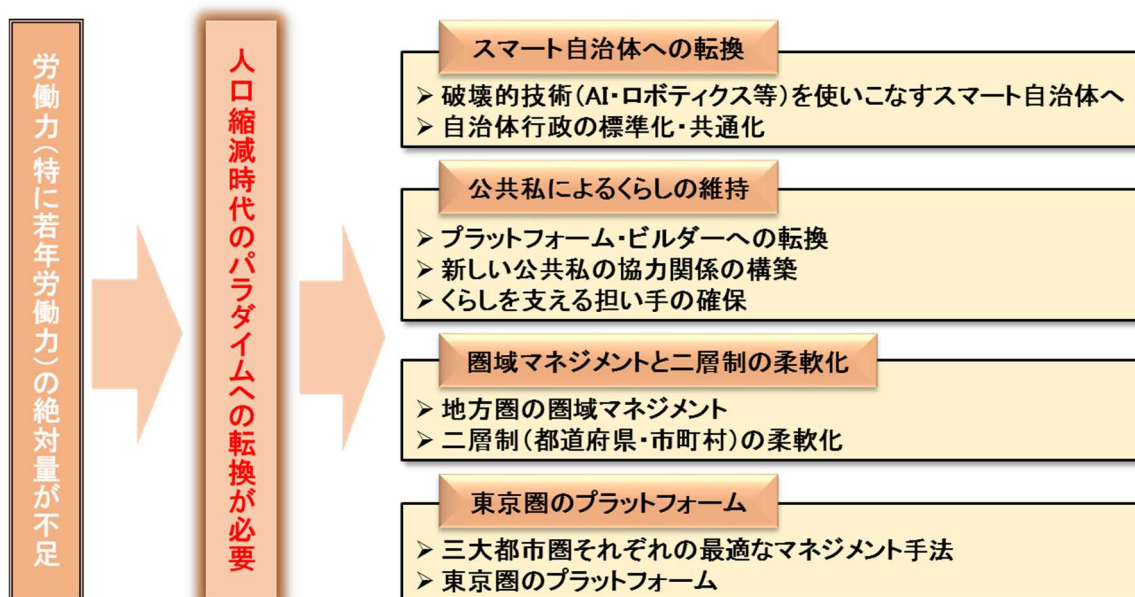 労働力(特に若年労働力)の絶対量が不足
人口縮減時代のパラダイムへの転換が必要
スマート自治体への転換
➢ 破壊的技術(AI・ロボティクス等)を使いこなすスマート自治体へ
➢ 自治体行政の標準化・共通化
公共私によるくらしの維持
➢ プラットフォーム・ビルダーへの転換
➢ 新しい公共私の協力関係の構築
➢ くらしを支える担い手の確保
圏域マネジメントと二層制の柔軟化
➢ 地方圏の圏域マネジメント
➢ 二層制(都道府県・市町村)の柔軟化
東京圏のプラットフォーム
➢ 三大都市圏それぞれの最適なマネジメント手法
➢ 東京圏のプラットフォーム